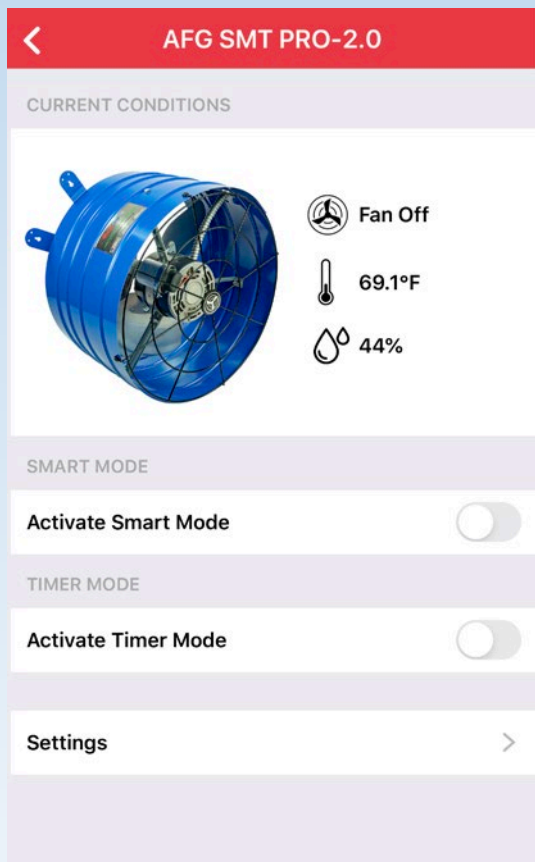 AFG SMT PRO-2.0
CURRENT CONDITIONS
Fan Off
69.1°F
44%
SMART MODE
Activate Smart Mode
TIMER MODE
Activate Timer Mode
Settings